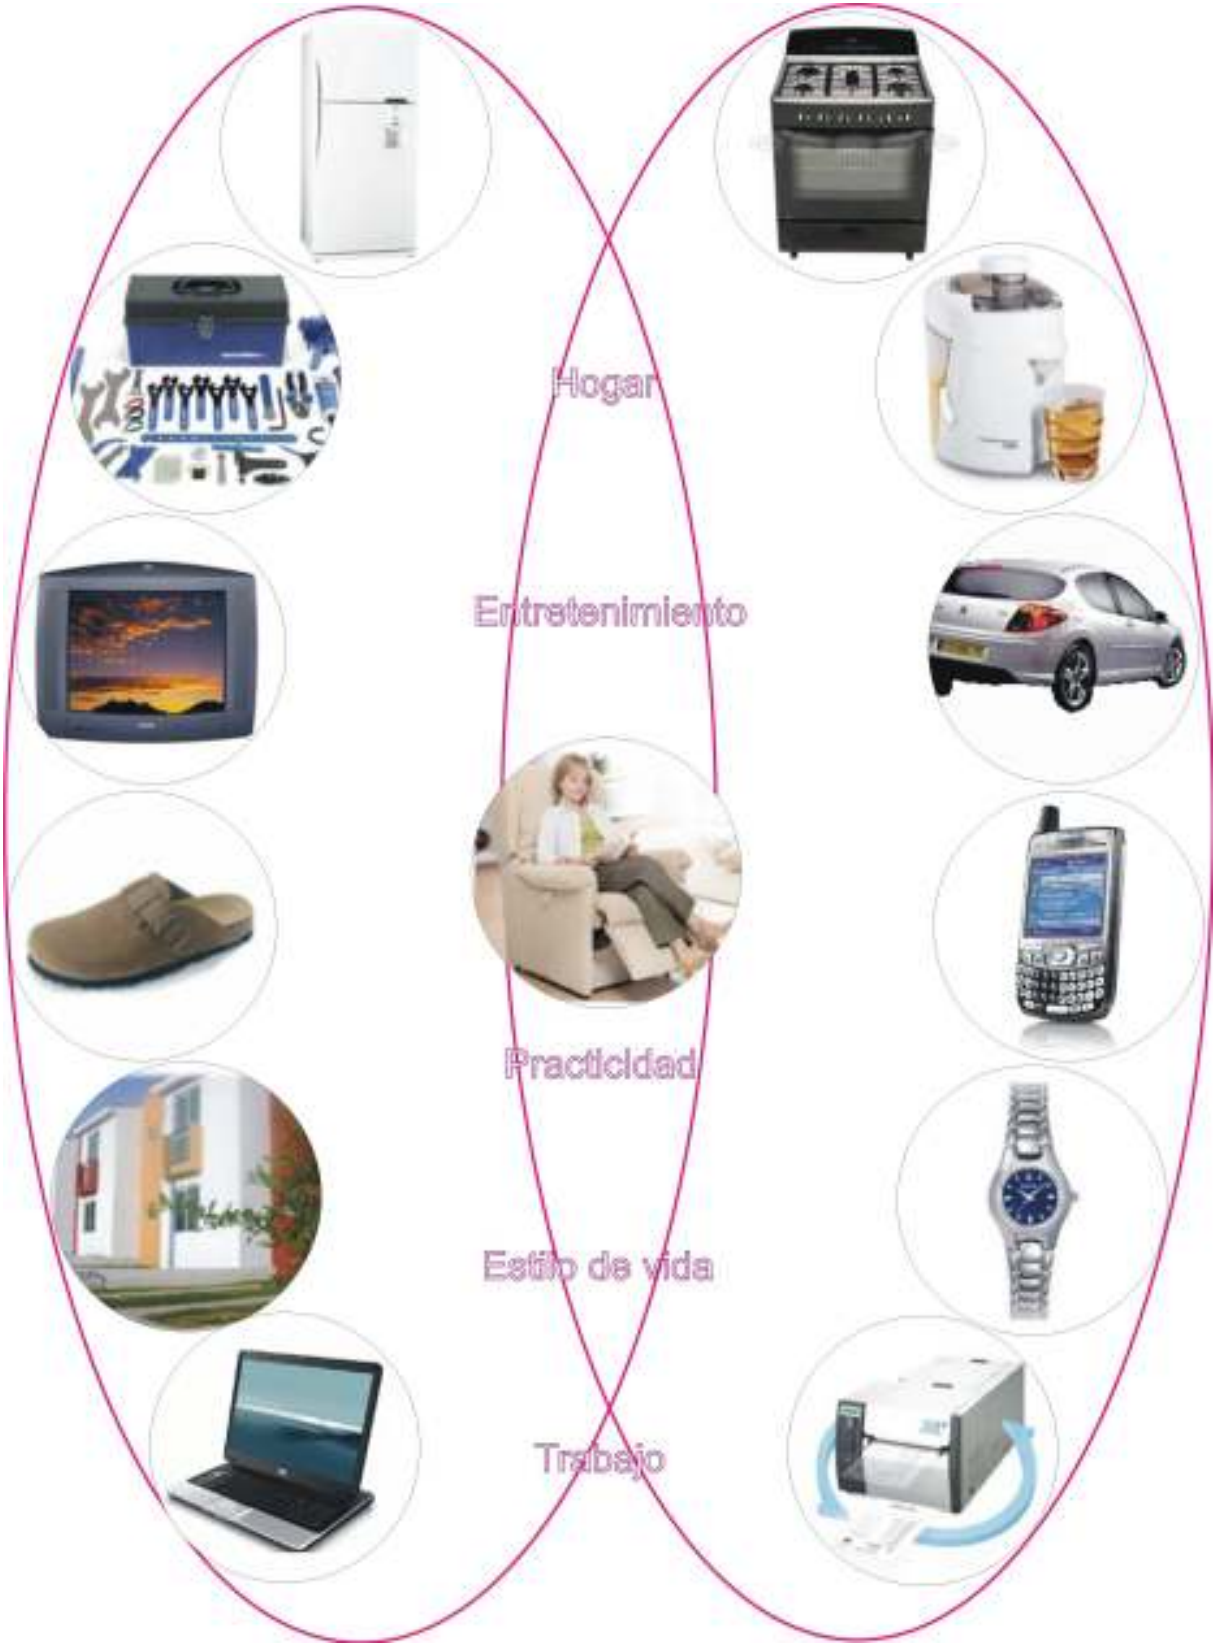 Hogar
Entretenimiento
Practicidad
Estilo de vida
Trabajo